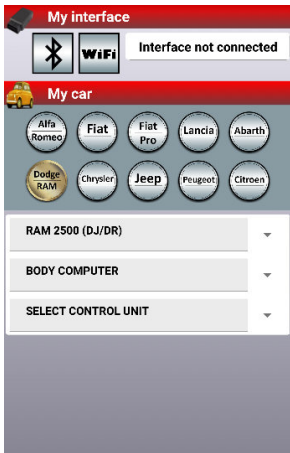 My interface
WiFi
Interface not connected
My car
Alfa
Romeo
Fiat
Fiat
Pro
Lancia
Abarth
Dodge
RAM
Chrysler
Jeep
Peugeot
Citroen
RAM 2500 (DJ/DR)
BODY COMPUTER
SELECT CONTROL UNIT